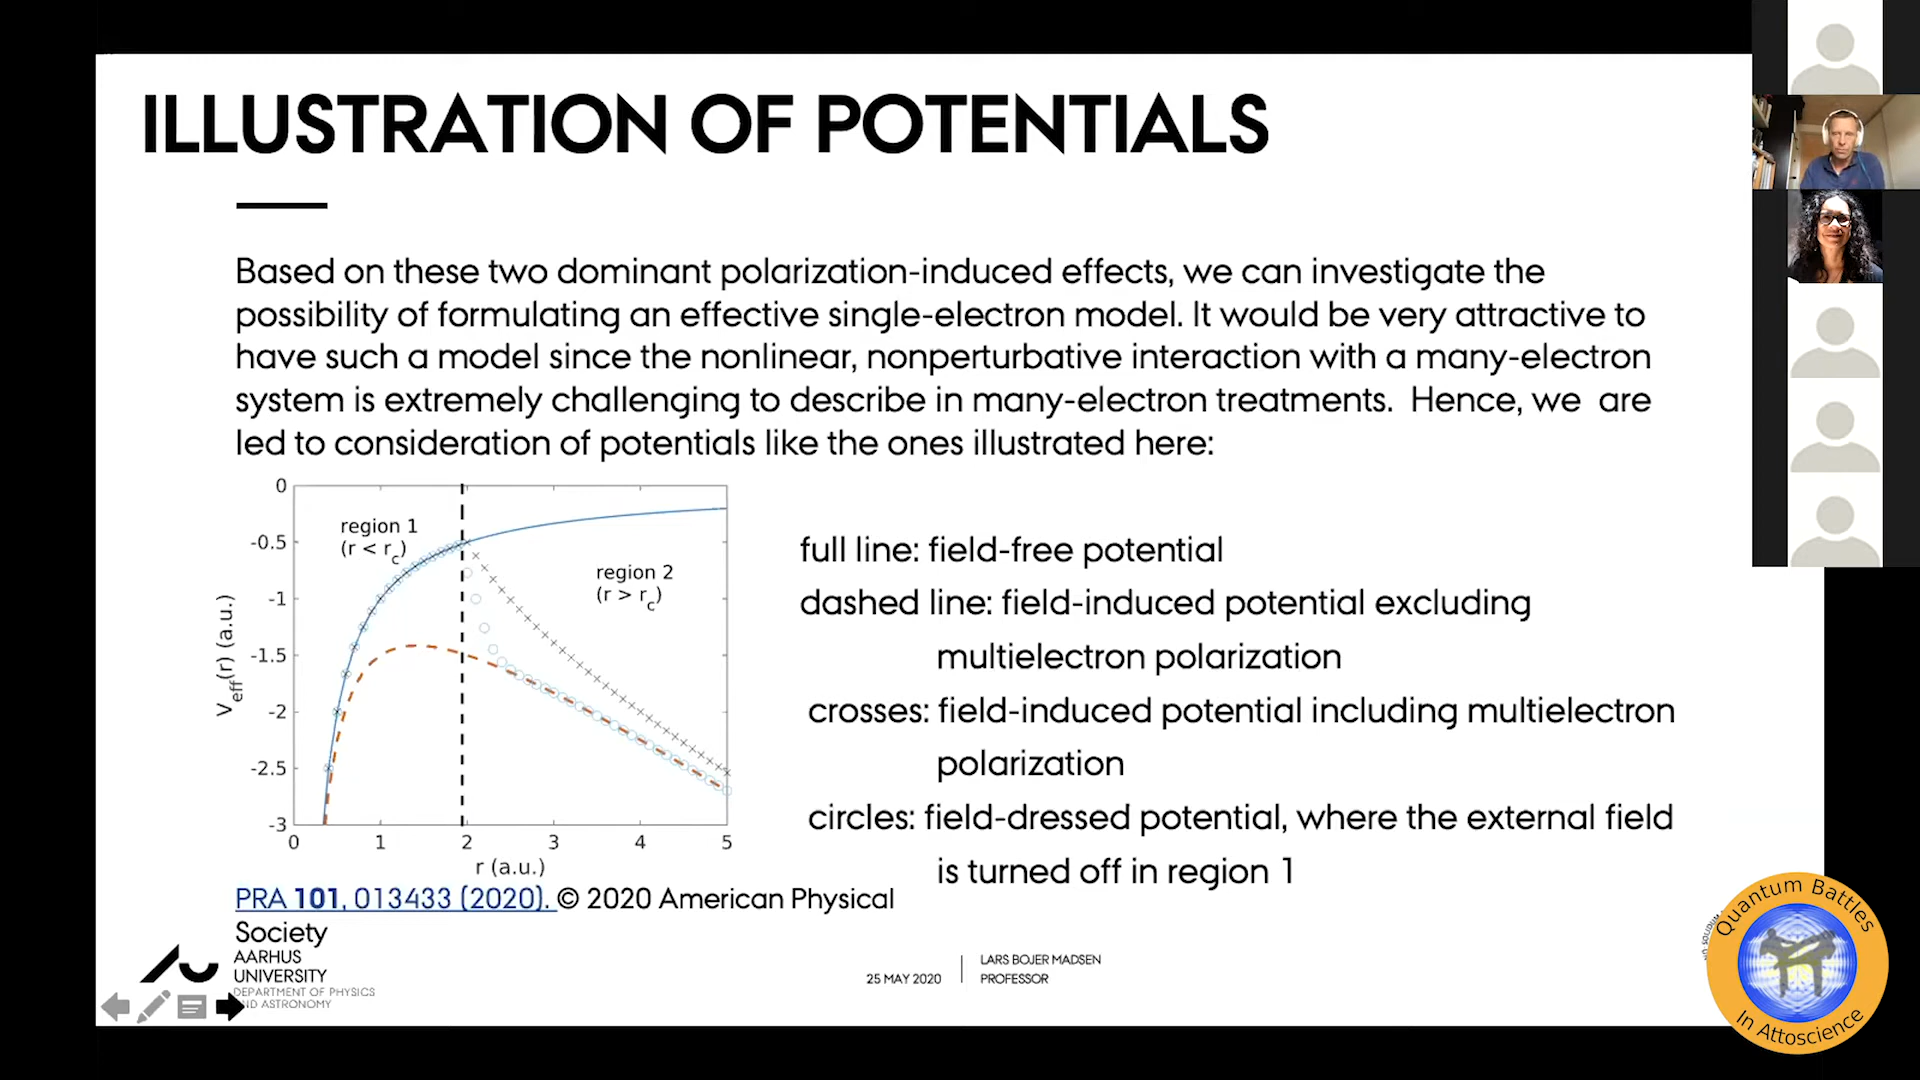 ILLUSTRATION OF POTENTIALS
Based on these two dominant polarization-induced effects, we can investigate the
possibility of formulating an effective single-electron model. It would be very attractive to
have such a model since the nonlinear, nonperturbative interaction with a many-electron
system is extremely challenging to describe in many-electron treatments.  Hence, we  are
led to consideration of potentials like the ones illustrated here:
0
-0.5
-1
-1.5
-2
-2.5
-3
V_eff(r) (a.u.)
region 1
(r < r_c)
region 2
(r > r_c)
0 1 2 3 4 5
r (a.u.)
full line: field-free potential
dashed line: field-induced potential excluding
multielectron polarization
crosses: field-induced potential including multielectron
polarization
circles: field-dressed potential, where the external field
is turned off in region 1
PRA 101, 013433 (2020). © 2020 American Physical
Society
AARHUS
UNIVERSITY
DEPARTMENT OF PHYSICS
AND ASTRONOMY
25 MAY 2020
LARS BOJER MADSEN
PROFESSOR
Quantum Battles
In Attoscience